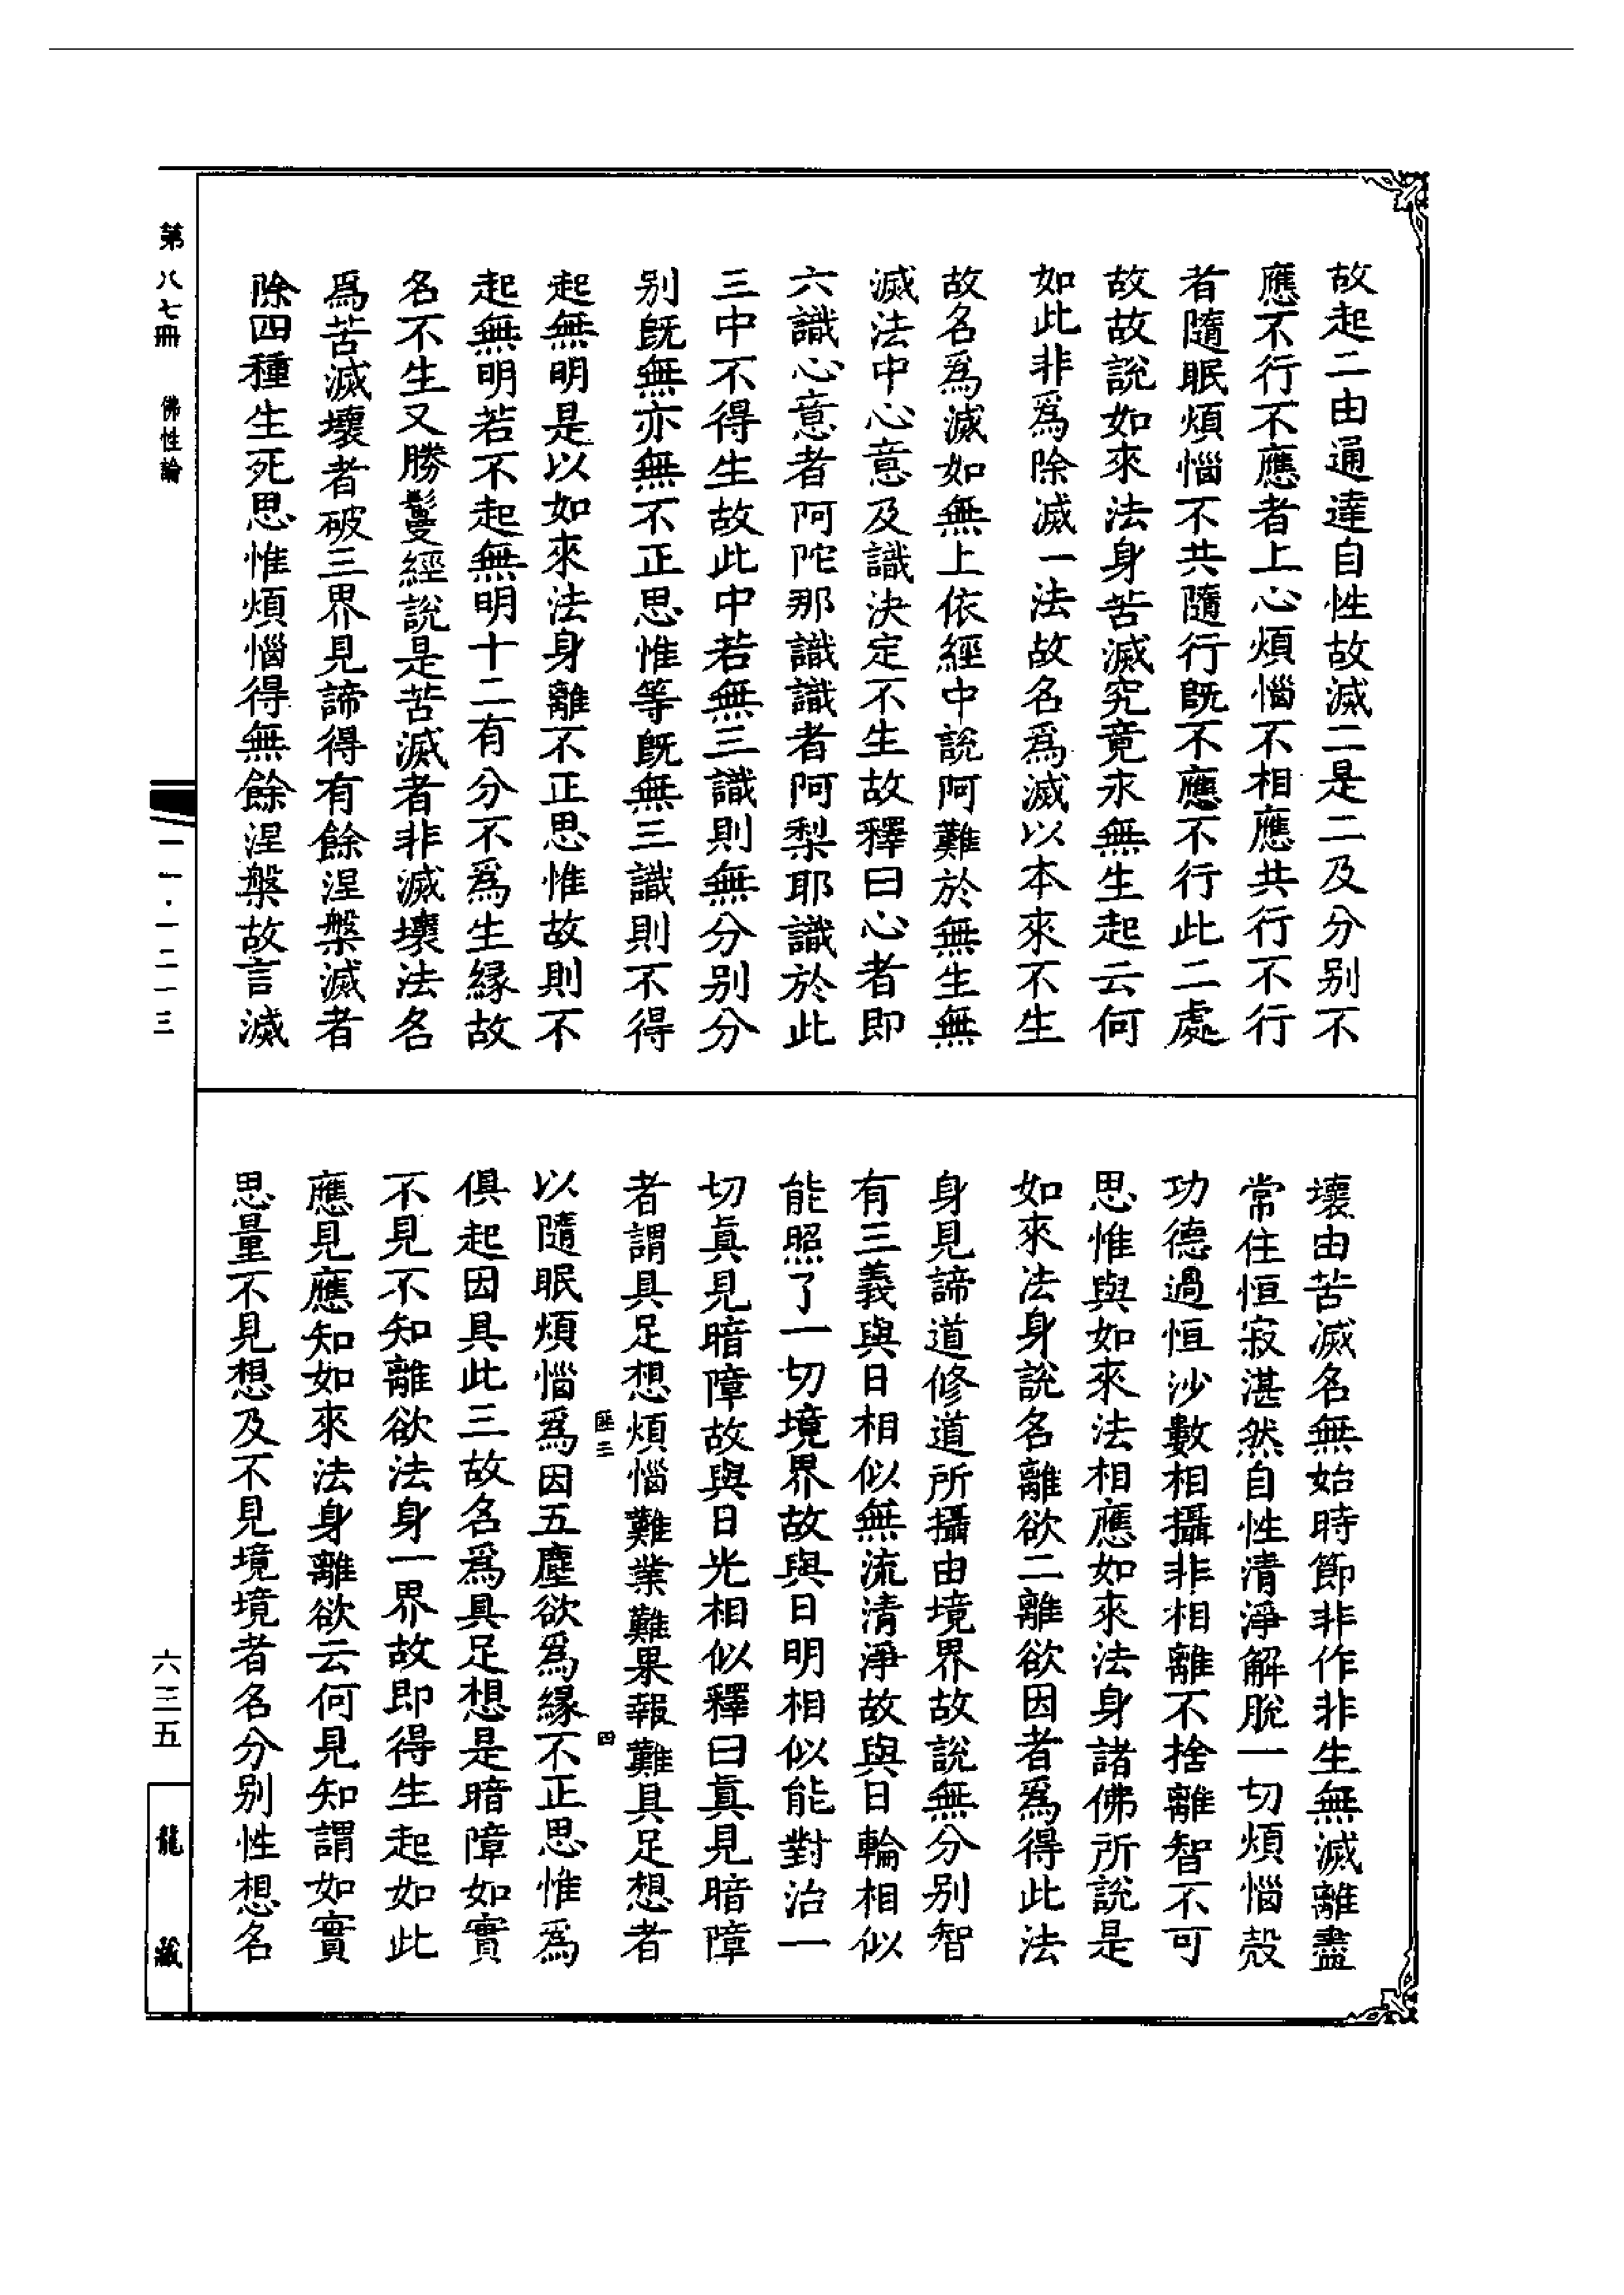 故起二由通達自性故滅二是二及分别不
應不行不應者上心煩惱不相應共行不行
者隨眠煩惱不共隨行旣不應不行此二處
故故説如來法身苦滅究竟永無生起云何
如此非爲除滅一法故名爲滅以本來不生
故名爲滅如無上依經中説阿難於無生無
滅法中心意及識決定不生故釋曰心者即
六識心意者阿陀那識識者阿梨耶識於此
三中不得生故此中若無三識則無分别分
别旣無亦無不正思惟等旣無三識則不得
起無明是以如來法身離不正思惟故則不
起無明若不起無明十二有分不爲生緣故
名不生又勝鬘經説是苦滅者非滅壞法名
爲苦滅壞者破三界見諦得有餘涅槃滅者
除四種生死思惟煩惱得無餘涅槃故言滅
壞由苦滅名無始時節非作非生無滅離盡
常住恒寂湛然自性清淨解脫一切煩惱殻
功德過恒沙數相攝非相離不捨離智不可
思惟與如來法相應如來法身諸佛所説是
如來法身説名離欲二離欲因者爲得此法
身見諦道修道所攝由境界故説無分别智
有三義與日相似無流清淨故與日輪相似
能照了一切境界故與日明相似能對治一
切眞見暗障故與日光相似釋曰眞見暗障
者謂具足想煩惱難業難果報難具足想者
匪二 四
以隨眠煩惱爲因五塵欲爲緣不正思惟爲
俱起因具此三故名爲具足想是暗障如實
不見不知離欲法身一界故即得生起如此
應見應知如來法身離欲云何見知謂如實
思量不見想及不見境境者名分别性想名
第八七冊 佛性論
一一·一二一三
六三五
龍藏